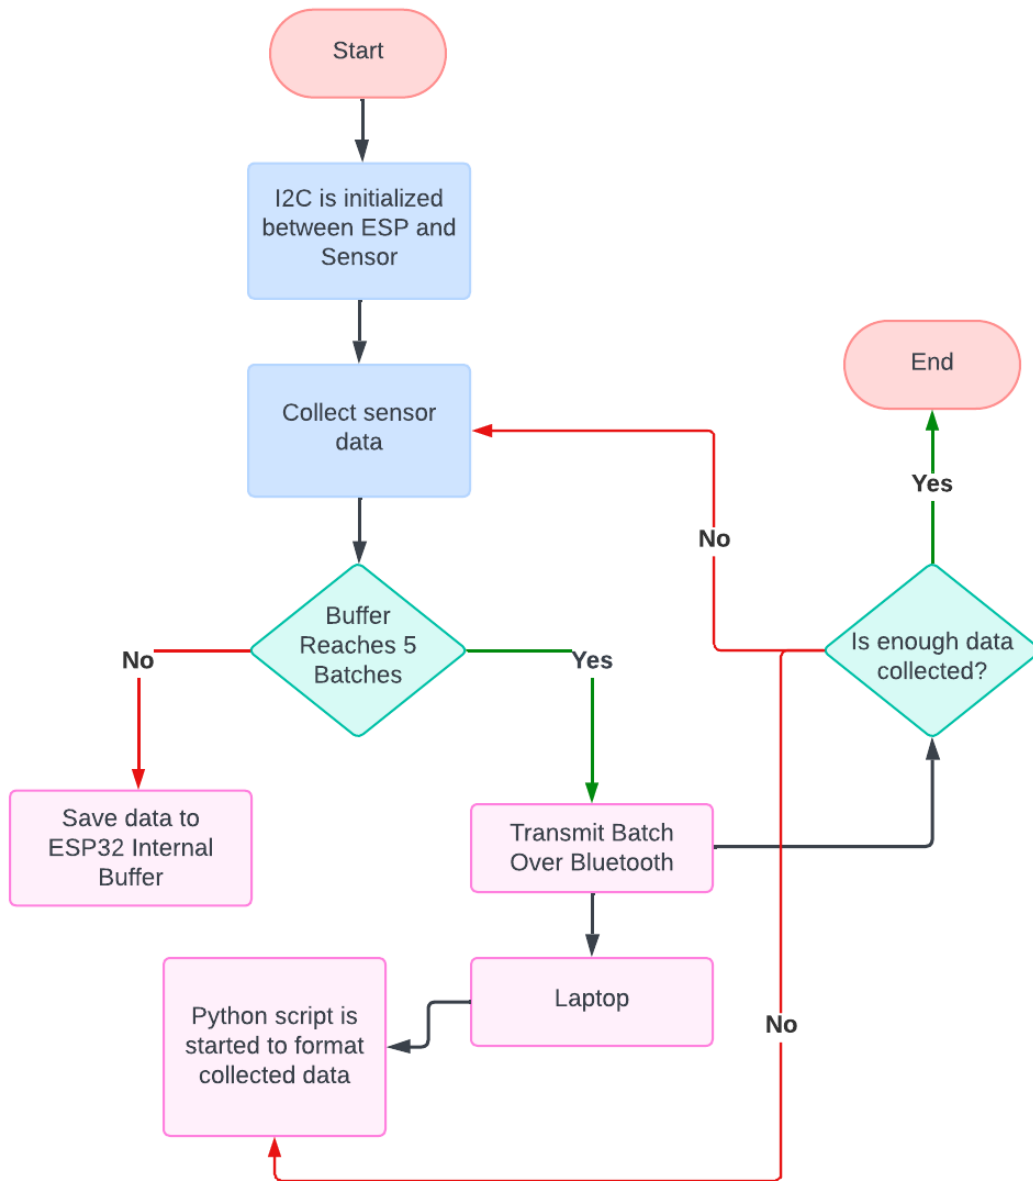 Start
I2C is initialized
between ESP and
Sensor
Collect sensor
data
End
Yes
No
Buffer
Reaches 5
Batches
Is enough data
collected?
No
Yes
Save data to
ESP32 Internal
Buffer
Transmit Batch
Over Bluetooth
Laptop
Python script is
started to format
collected data
No